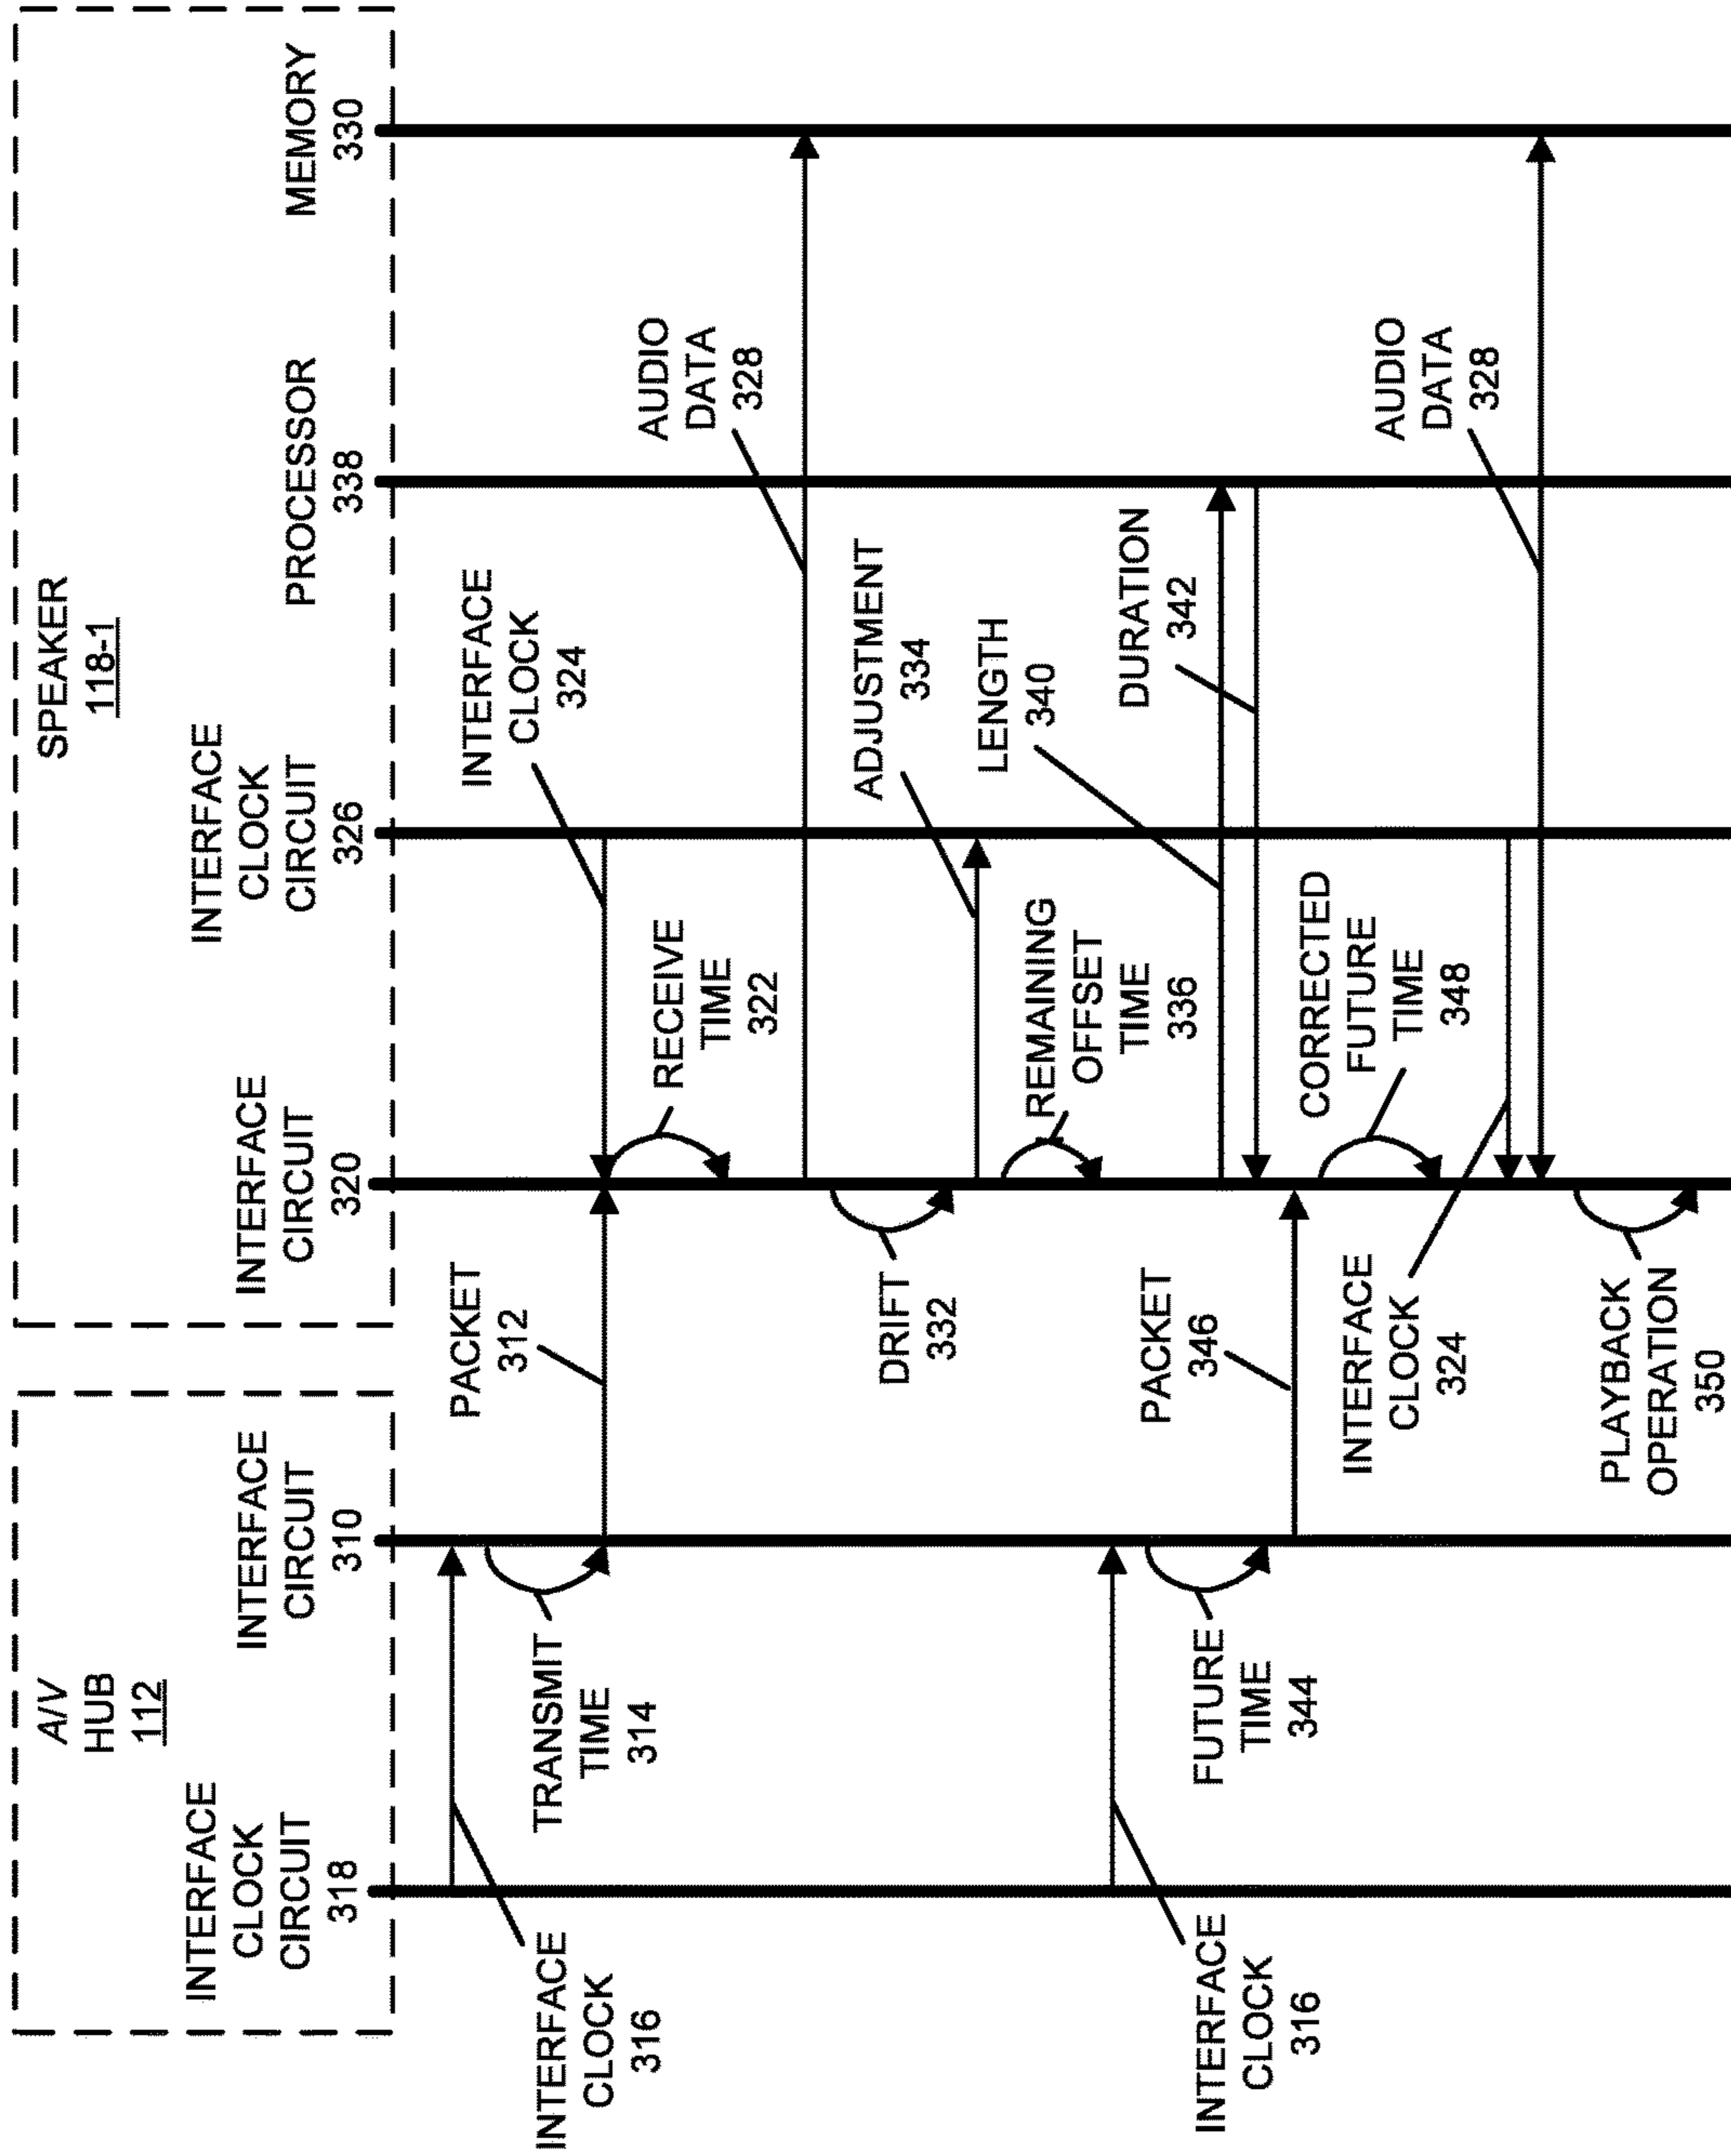 A/V
HUB
112
INTERFACE
CLOCK
CIRCUIT
318
INTERFACE
CIRCUIT
310
SPEAKER
118-1
INTERFACE
CIRCUIT
320
INTERFACE
CLOCK
CIRCUIT
326
PROCESSOR
338
MEMORY
330
INTERFACE
CLOCK
316
TRANSMIT
TIME
314
PACKET
312
INTERFACE
CLOCK
324
RECEIVE
TIME
322
AUDIO
DATA
328
DRIFT
332
ADJUSTMENT
334
REMAINING
OFFSET
TIME
336
LENGTH
340
DURATION
342
INTERFACE
CLOCK
316
FUTURE
TIME
344
PACKET
346
CORRECTED
FUTURE
TIME
348
INTERFACE
CLOCK
324
AUDIO
DATA
328
PLAYBACK
OPERATION
350